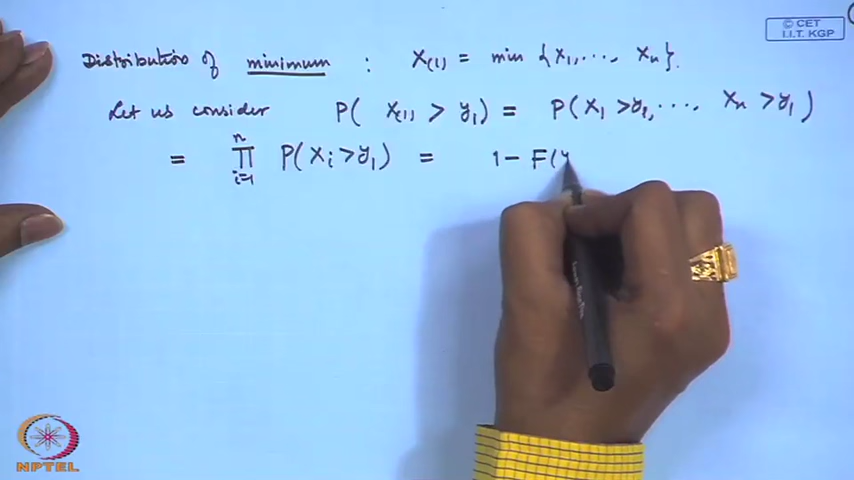 © CET
I.I.T. KGP
Distribution of minimum : X(1) = min {X1, ... Xn}.
Let us consider P( X(1) > y1) = P(X1 > y1, ... Xn > y1)
= n ∏ i=1 P(Xi > y1) = 1 - F(y
NPTEL